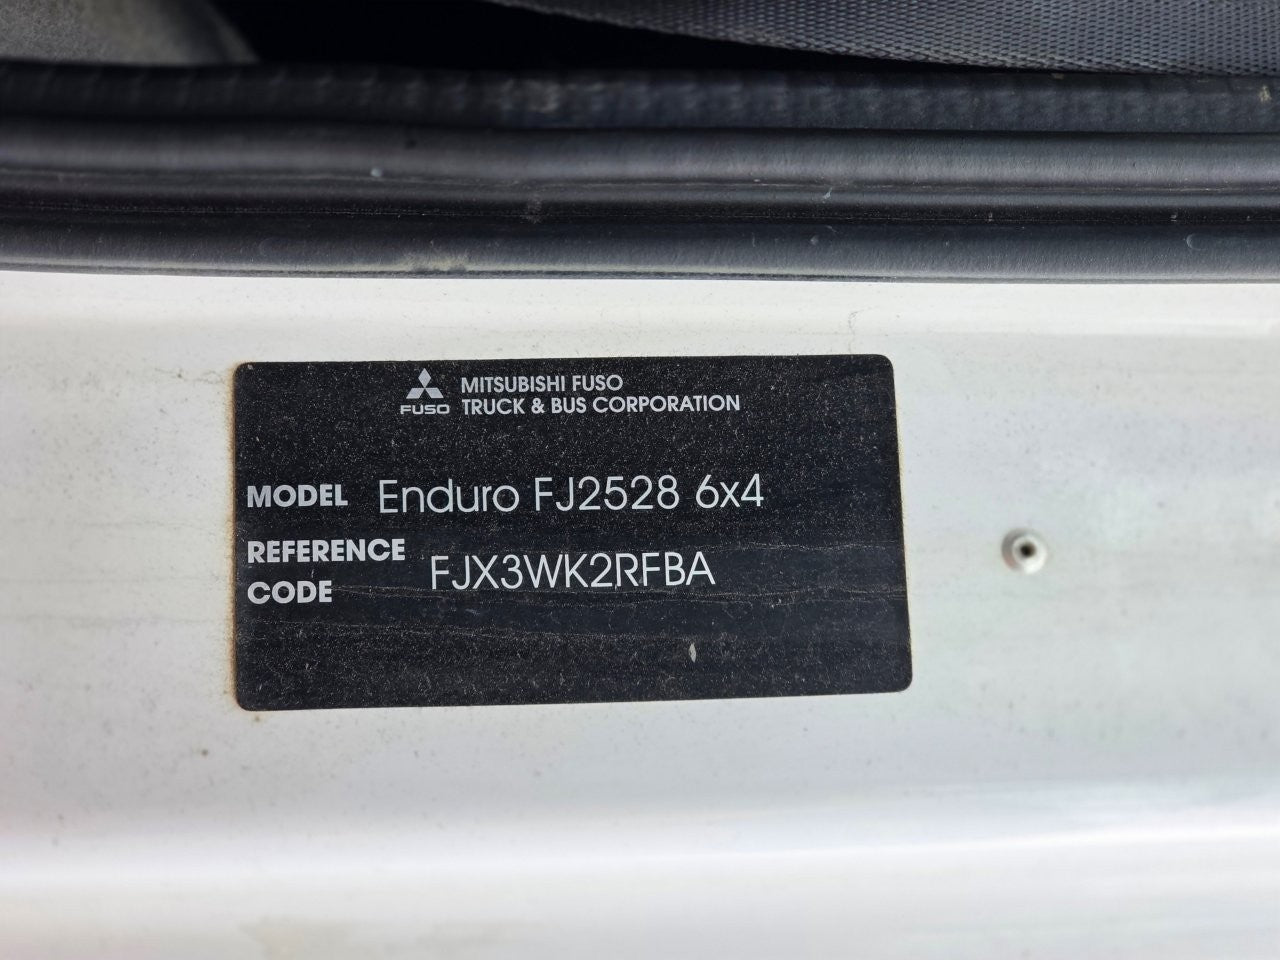 MITSUBISHI FUSO
FUSO TRUCK & BUS CORPORATION
MODEL Enduro FJ2528 6x4
REFERENCE
CODE FJX3WK2RFBA